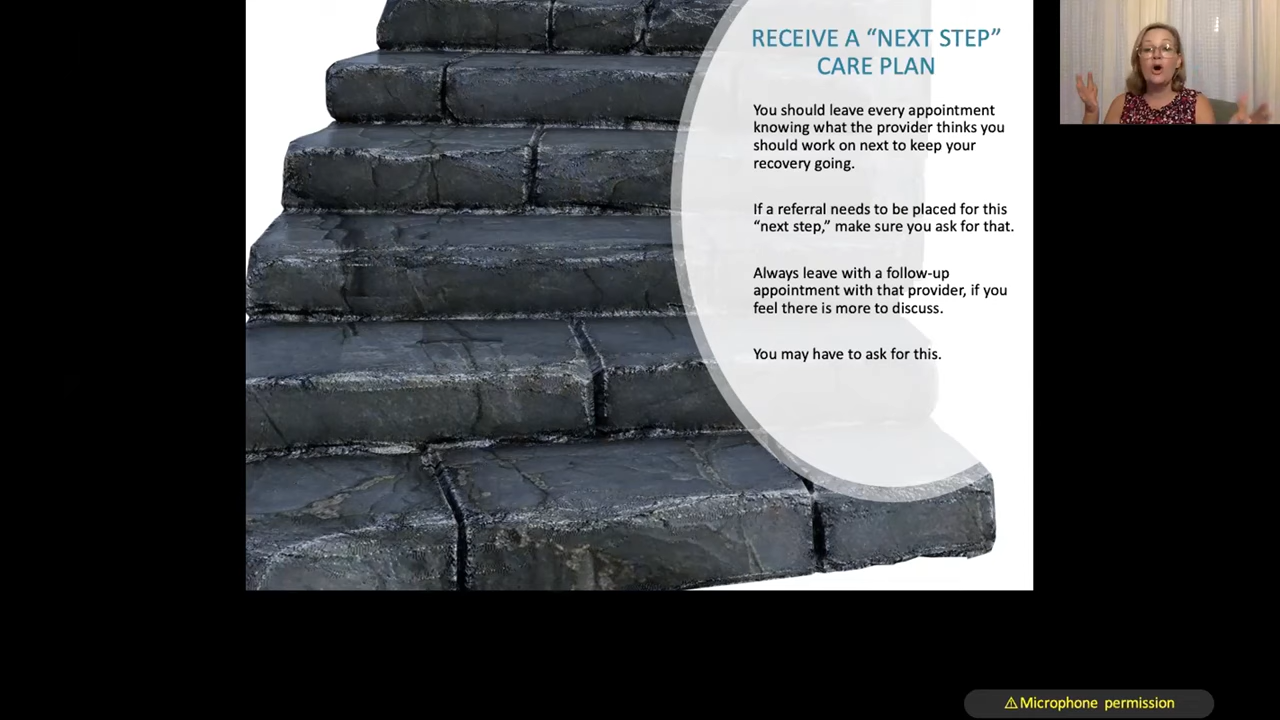 RECEIVE A “NEXT STEP”
CARE PLAN
You should leave every appointment
knowing what the provider thinks you
should work on next to keep your
recovery going.
If a referral needs to be placed for this
“next step,” make sure you ask for that.
Always leave with a follow-up
appointment with that provider, if you
feel there is more to discuss.
You may have to ask for this.
⚠Microphone permission